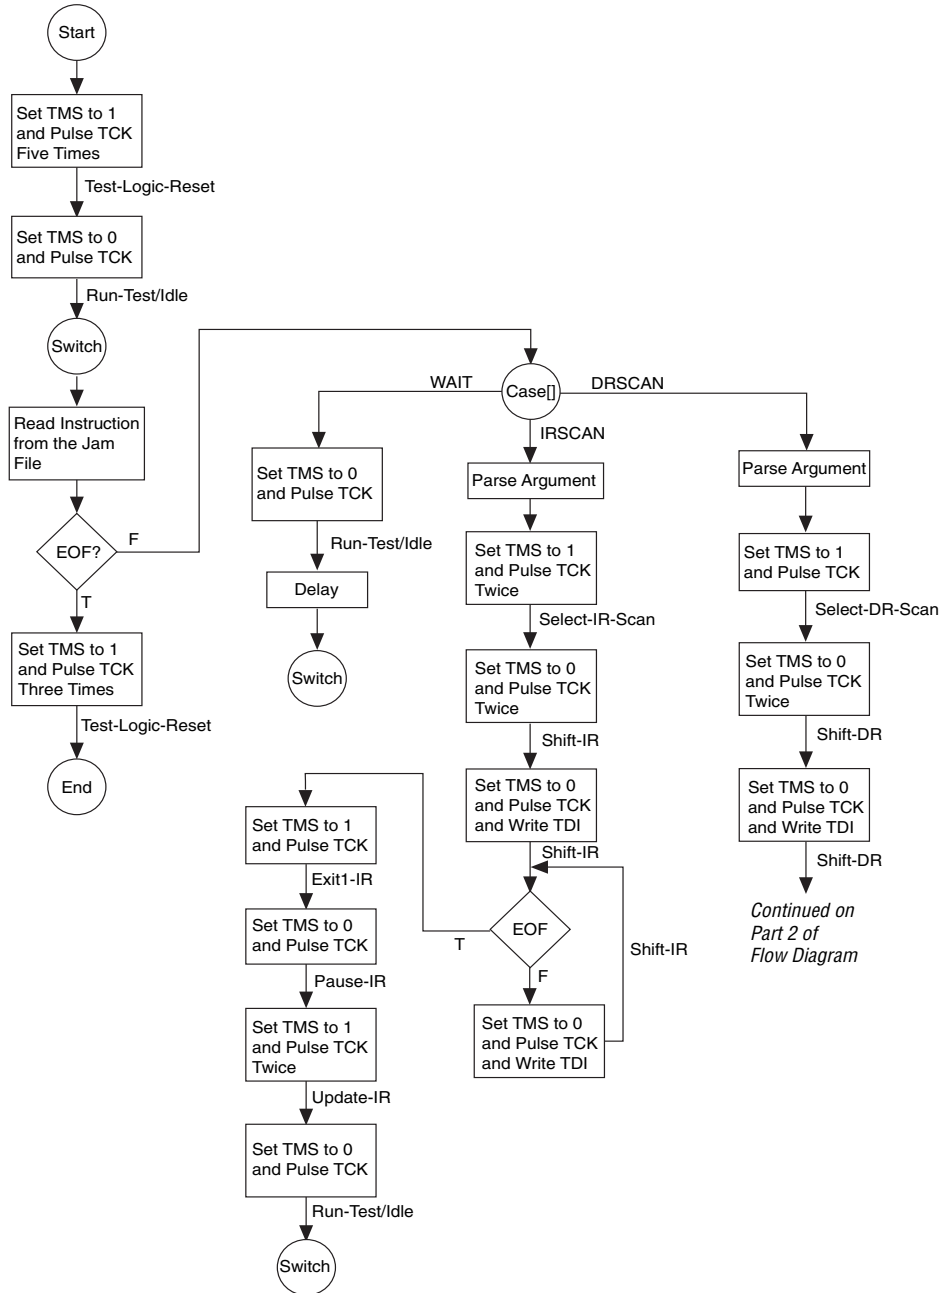 Start
Set TMS to 1
and Pulse TCK
Five Times
Test-Logic-Reset
Set TMS to 0
and Pulse TCK
Run-Test/Idle
Switch
Read Instruction
from the Jam
File
EOF?
F
T
Set TMS to 1
and Pulse TCK
Three Times
Test-Logic-Reset
End
Case[]
WAIT
Set TMS to 0
and Pulse TCK
Run-Test/Idle
Delay
Switch
IRSCAN
Parse Argument
Set TMS to 1
and Pulse TCK
Twice
Select-IR-Scan
Set TMS to 0
and Pulse TCK
Twice
Shift-IR
Set TMS to 0
and Pulse TCK
and Write TDI
Shift-IR
EOF
T
F
Set TMS to 0
and Pulse TCK
and Write TDI
Shift-IR
Set TMS to 1
and Pulse TCK
Exit1-IR
Set TMS to 0
and Pulse TCK
Pause-IR
Set TMS to 1
and Pulse TCK
Twice
Update-IR
Set TMS to 0
and Pulse TCK
Run-Test/Idle
Switch
DRSCAN
Parse Argument
Set TMS to 1
and Pulse TCK
Select-DR-Scan
Set TMS to 0
and Pulse TCK
Twice
Shift-DR
Set TMS to 0
and Pulse TCK
and Write TDI
Shift-DR
Continued on
Part 2 of
Flow Diagram